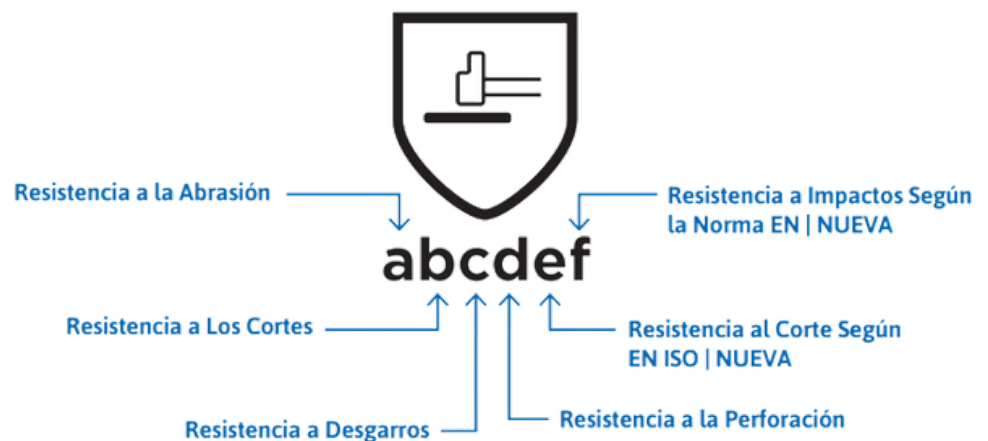 Resistencia a la Abrasión
Resistencia a Impactos Según
la Norma EN | NUEVA
abcdef
Resistencia a Los Cortes
Resistencia al Corte Según
EN ISO | NUEVA
Resistencia a Desgarros
Resistencia a la Perforación